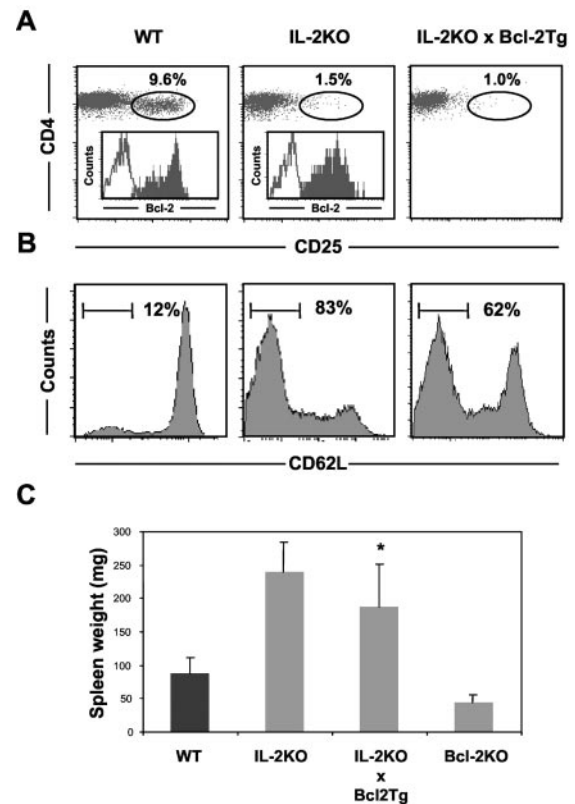 A
WT
IL-2KO
IL-2KO x Bcl-2Tg
9.6%
1.5%
1.0%
CD4
Counts
Bcl-2
Counts
Bcl-2
CD25
B
12%
83%
62%
Counts
CD62L
C
Spleen weight (mg)
300
250
200
150
100
50
0
*
WT
IL-2KO
IL-2KO
x
Bcl2Tg
Bcl-2KO